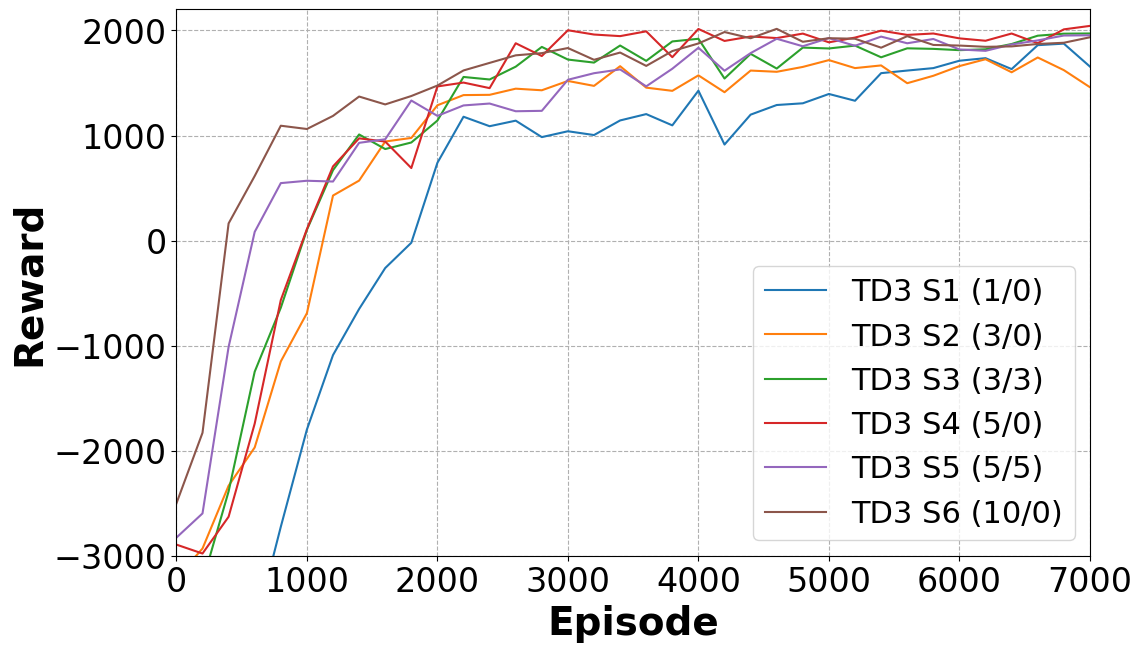 Reward
2000
1000
0
−1000
−2000
−3000
0 1000 2000 3000 4000 5000 6000 7000
Episode
TD3 S1 (1/0)
TD3 S2 (3/0)
TD3 S3 (3/3)
TD3 S4 (5/0)
TD3 S5 (5/5)
TD3 S6 (10/0)